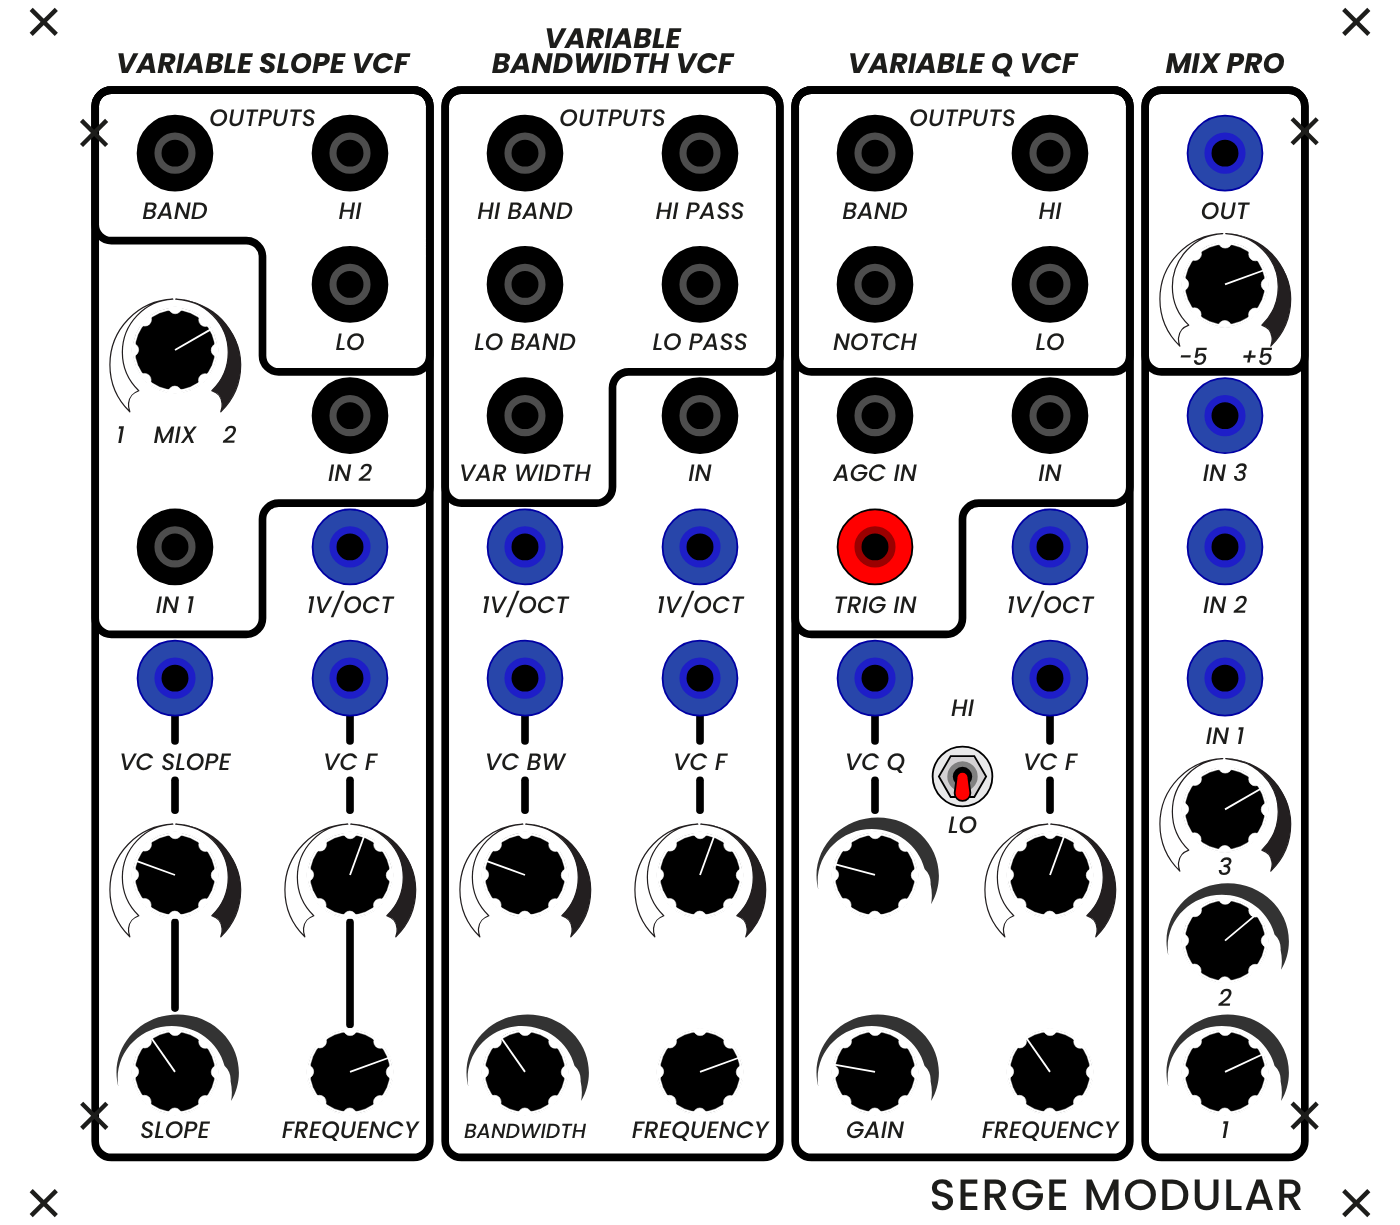 VARIABLE SLOPE VCF
OUTPUTS
BAND
HI
LO
1
MIX
2
IN 2
IN 1
1V/OCT
VC SLOPE
VC F
SLOPE
FREQUENCY
VARIABLE
BANDWIDTH VCF
OUTPUTS
HI BAND
HI PASS
LO BAND
LO PASS
VAR WIDTH
IN
1V/OCT
1V/OCT
VC BW
VC F
BANDWIDTH
FREQUENCY
VARIABLE Q VCF
OUTPUTS
BAND
HI
NOTCH
LO
AGC IN
IN
TRIG IN
1V/OCT
HI
VC Q
VC F
LO
GAIN
FREQUENCY
MIX PRO
OUT
-5
+5
IN 3
IN 2
IN 1
3
2
1
SERGE MODULAR